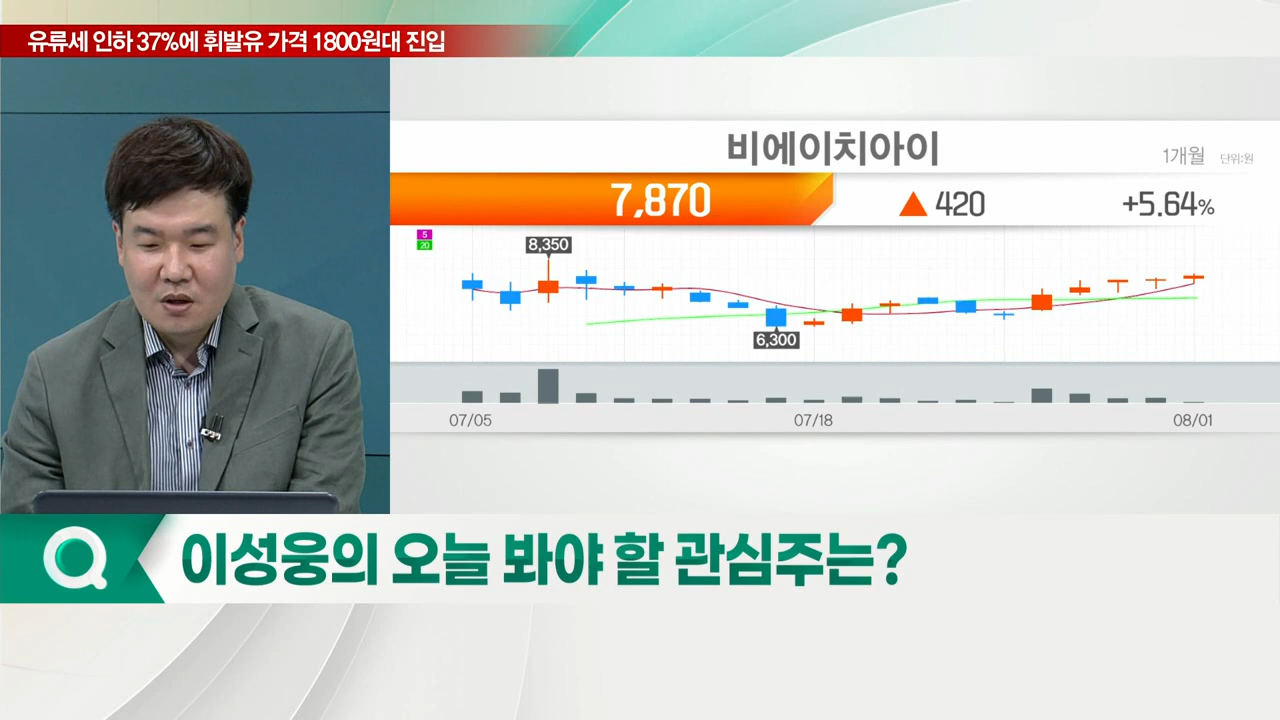 유류세 인하 37%에 휘발유 가격 1800원대 진입
비에이치아이
1개월 단위:원
7,870 ▲ 420 +5.64%
5
20
8,350
6,300
07/05 07/18 08/01
이성웅의 오늘 봐야 할 관심주는?